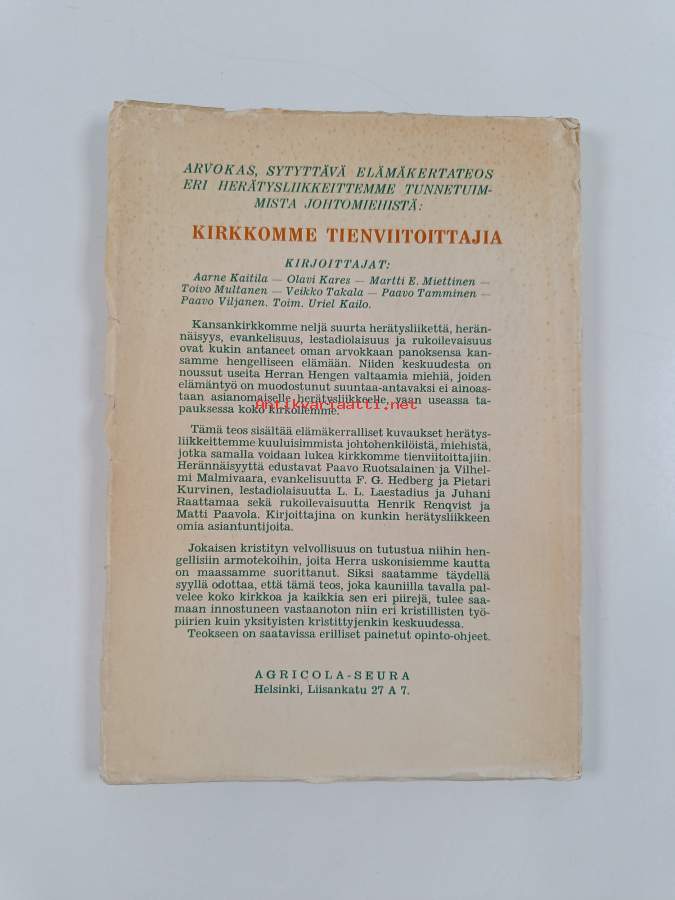 ARVOKAS, SYTYTTÄVÄ ELÄMÄKERTATEOS
ERI HERÄTYSLIIKKEITTEMME TUNNETUIM-
MISTA JOHTOMIEHISTÄ:
KIRKKOMME TIENVIITOITTAJIA
KIRJOITTAJAT:
Aarne Kaitila — Olavi Kares — Martti E. Miettinen —
Toivo Multanen — Veikko Takala — Paavo Tamminen —
Paavo Viljanen. Toim. Uriel Kailo.
Kansankirkkomme neljä suurta herätysliikettä, herän-
näisyys, evankelisuus, lestadiolaisuus ja rukoilevaisuus
ovat kukin antaneet oman arvokkaan panoksensa kan-
samme hengelliseen elämään. Niiden keskuudesta on
noussut useita Herran Hengen valtaamia miehiä, joiden
elämäntyö on muodostunut suuntaa-antavaksi ei ainoas-
taan asianomaiselle herätysliikkeelle, vaan useassa ta-
pauksessa koko kirkollemme.
Antikvariaatti.net
Tämä teos sisältää elämäkerralliset kuvaukset herätys-
liikkeittemme kuuluisimmista johtohenkilöistä, miehistä,
jotka samalla voidaan lukea kirkkomme tienviitoittajiin.
Herännäisyyttä edustavat Paavo Ruotsalainen ja Vilhel-
mi Malmivaara, evankelisuutta F. G. Hedberg ja Pietari
Kurvinen, lestadiolaisuutta L. L. Laestadius ja Juhani
Raattamaa sekä rukoilevaisuutta Henrik Renqvist ja
Matti Paavola. Kirjoittajina on kunkin herätysliikkeen
omia asiantuntijoita.
Jokaisen kristityn velvollisuus on tutustua niihin hen-
gellisiin armotekoihin, joita Herra uskonisiemme kautta
on maassamme suorittanut. Siksi saatamme täydellä
syyllä odottaa, että tämä teos, joka kauniilla tavalla pal-
velee koko kirkkoa ja kaikkia sen eri piirejä, tulee saa-
maan innostuneen vastaanoton niin eri kristillisten työ-
piirien kuin yksityisten kristittyjenkin keskuudessa.
Teokseen on saatavissa erilliset painetut opinto-ohjeet.
AGRICOLA-SEURA
Helsinki, Liisankatu 27 A 7.